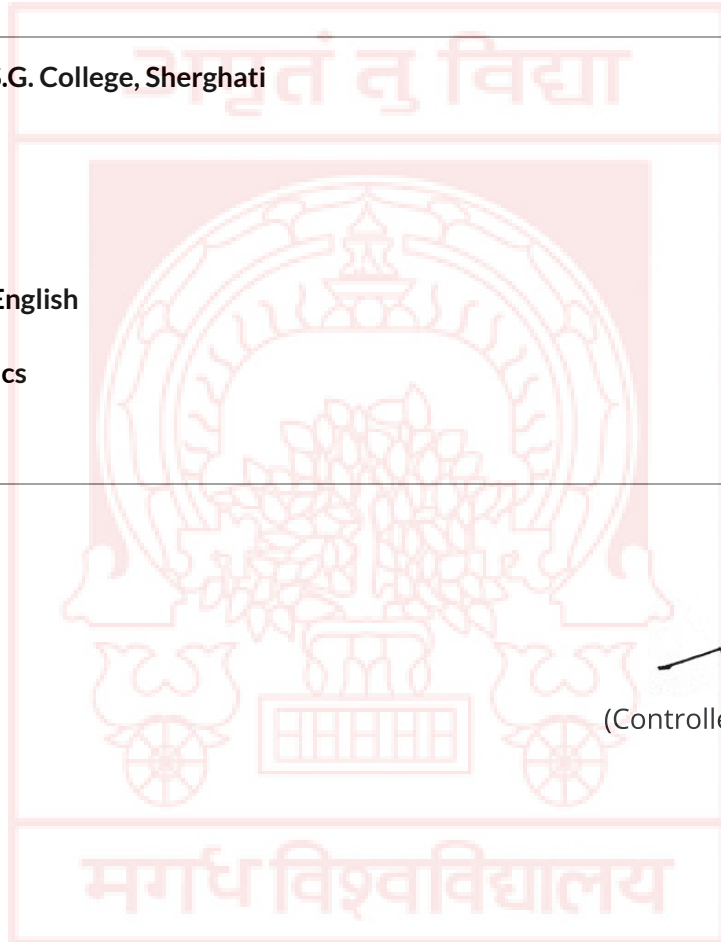 अमृतं तु विद्या
.G. College, Sherghati
English
cs
(Controlle
मगध विश्वविद्यालय